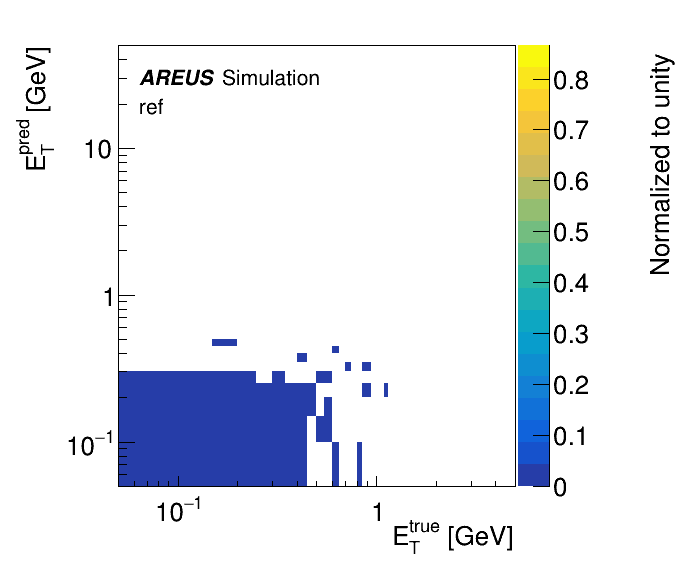 AREUS Simulation
ref
E_T^pred [GeV]
10
1
10⁻¹
10⁻¹
1
E_T^true [GeV]
0.8
0.7
0.6
0.5
0.4
0.3
0.2
0.1
0
Normalized to unity